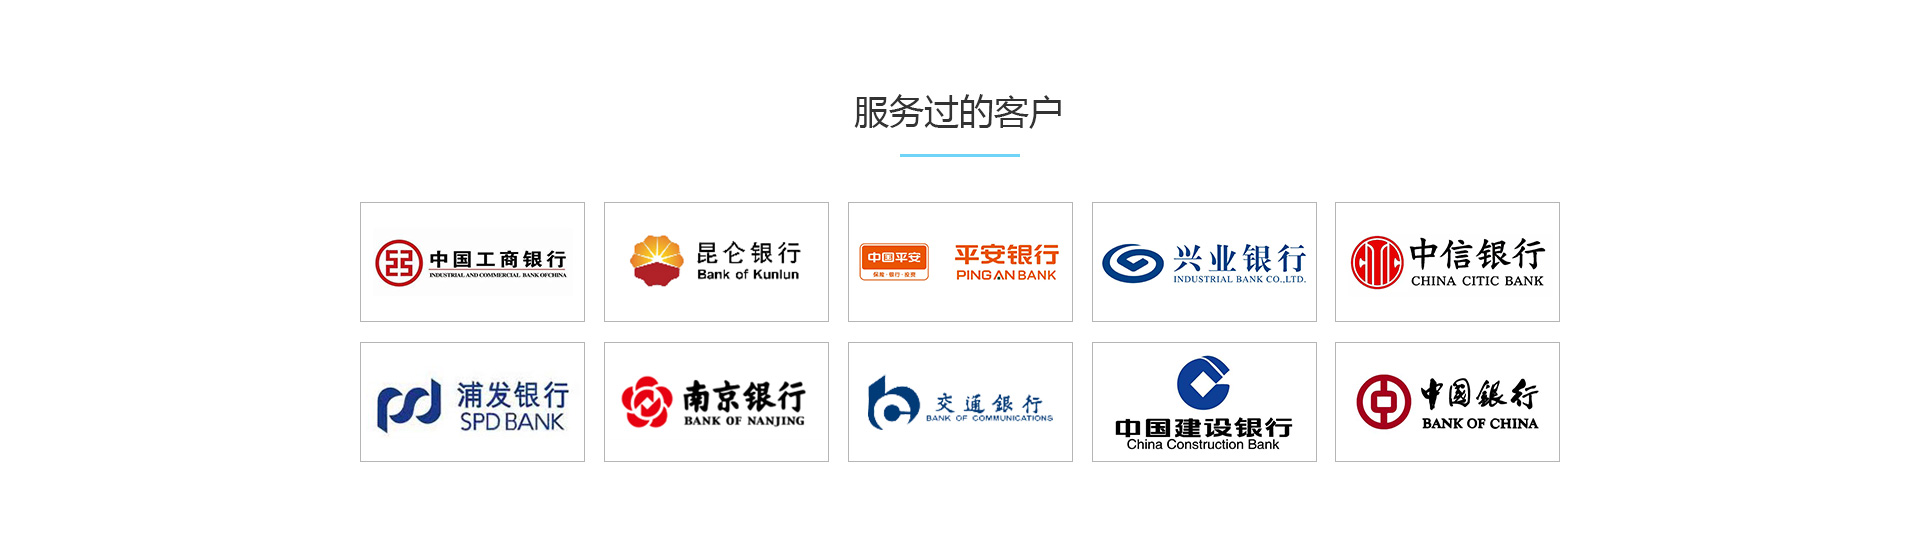 服务过的客户
中国工商银行
INDUSTRIAL AND COMMERCIAL BANK OF CHINA
昆仑银行
Bank of Kunlun
中国平安
保险·银行·投资
平安银行
PING AN BANK
兴业银行
INDUSTRIAL BANK CO.,LTD.
中信银行
CHINA CITIC BANK
浦发银行
SPD BANK
南京银行
BANK OF NANJING
交通銀行
BANK OF COMMUNICATIONS
中国建设银行
China Construction Bank
中国銀行
BANK OF CHINA